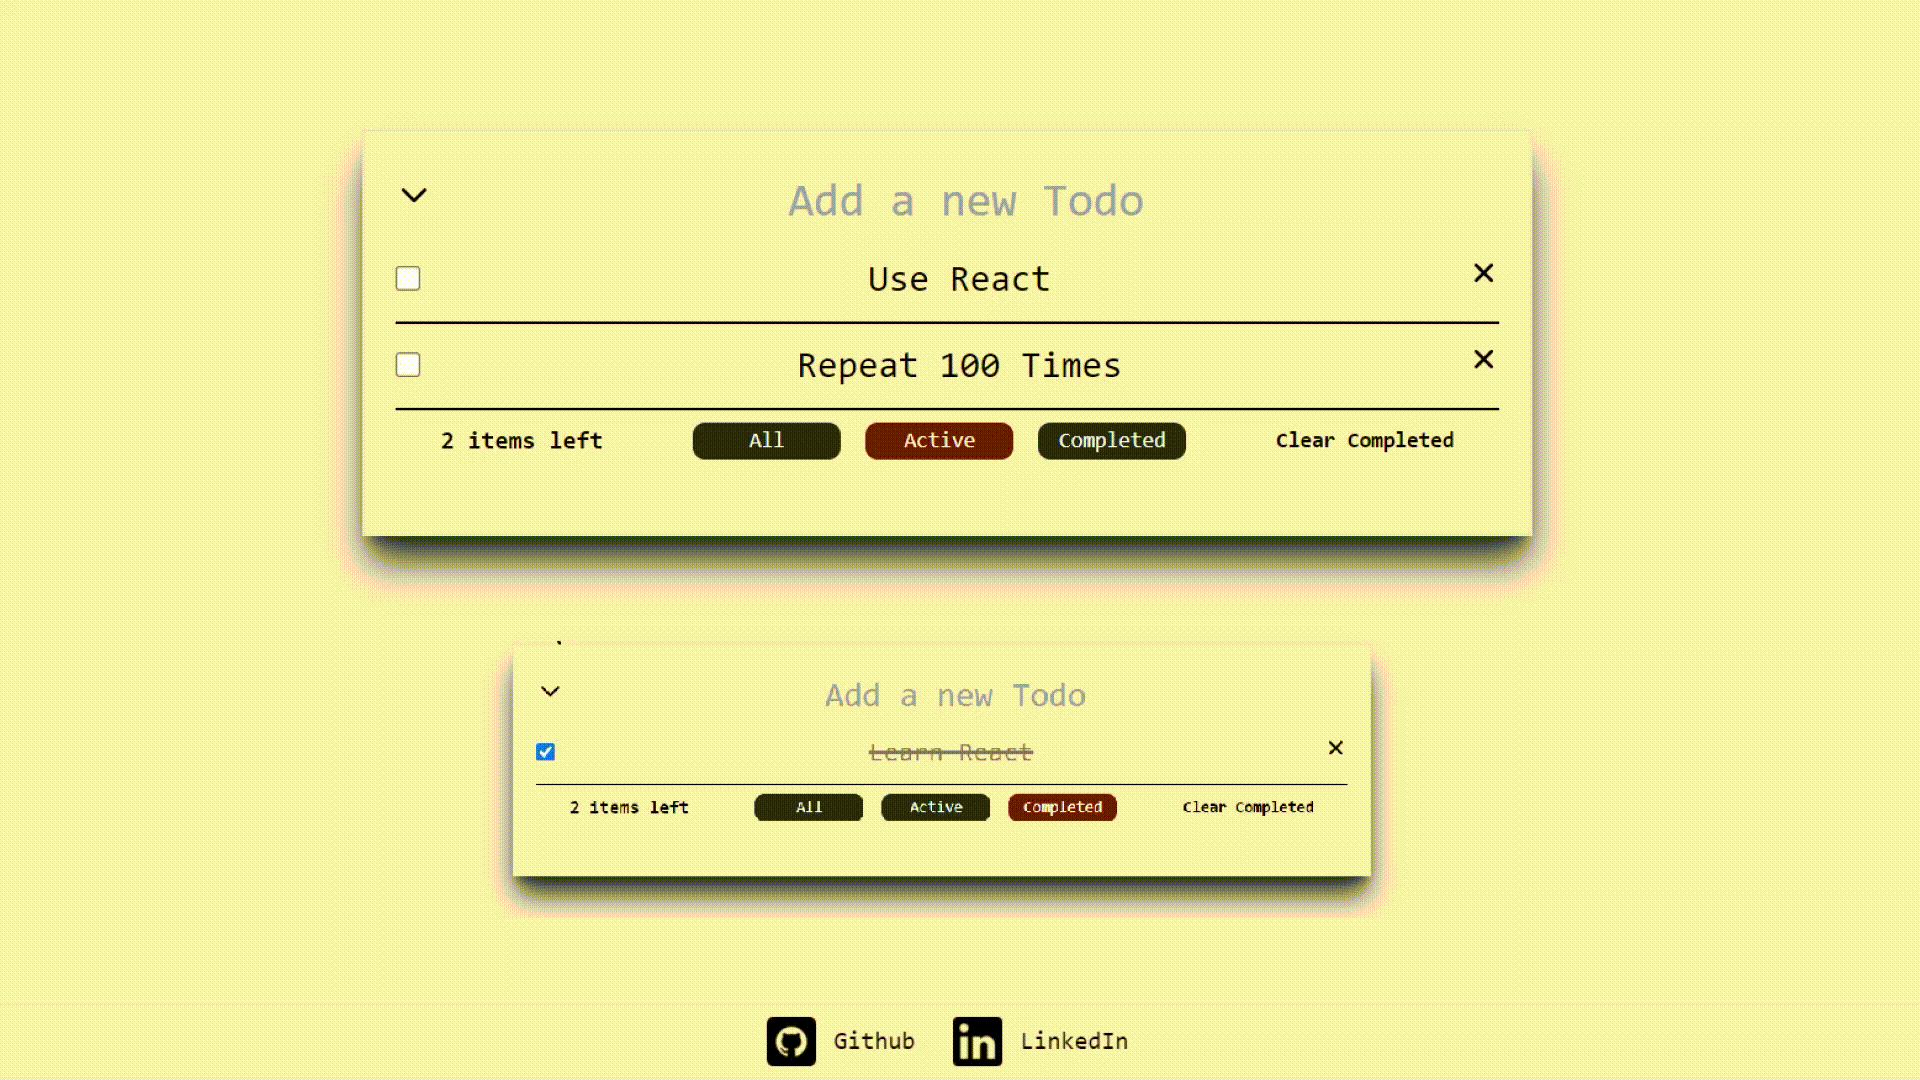 Add a new Todo
Use React
Repeat 100 Times
2 items left All Active Completed Clear Completed
Add a new Todo
Learn React
2 items left All Active Completed Clear Completed
Github LinkedIn